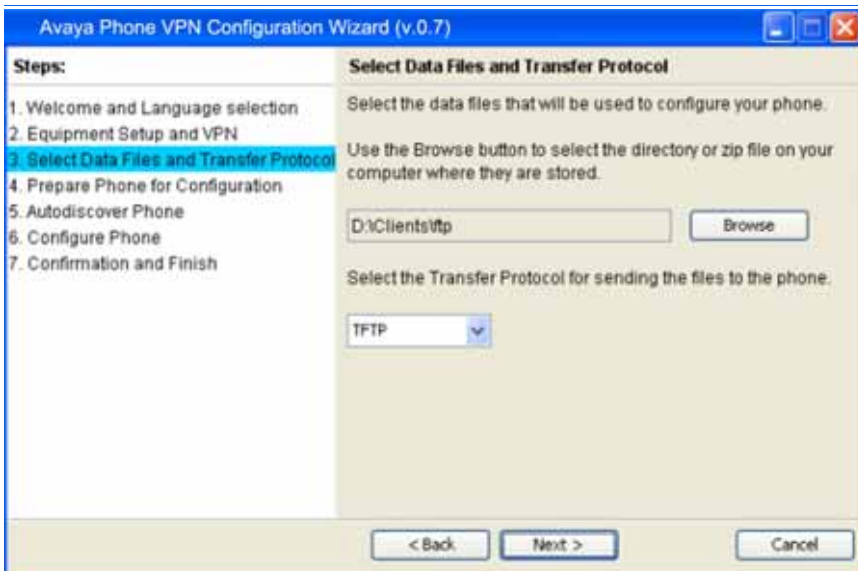 Avaya Phone VPN Configuration Wizard (v.0.7)
Steps:
1. Welcome and Language selection
2. Equipment Setup and VPN
3. Select Data Files and Transfer Protocol
4. Prepare Phone for Configuration
5. Autodiscover Phone
6. Configure Phone
7. Confirmation and Finish
Select Data Files and Transfer Protocol
Select the data files that will be used to configure your phone.
Use the Browse button to select the directory or zip file on your
computer where they are stored.
D:\Clients\ftp
Browse
Select the Transfer Protocol for sending the files to the phone.
TFTP
< Back
Next >
Cancel